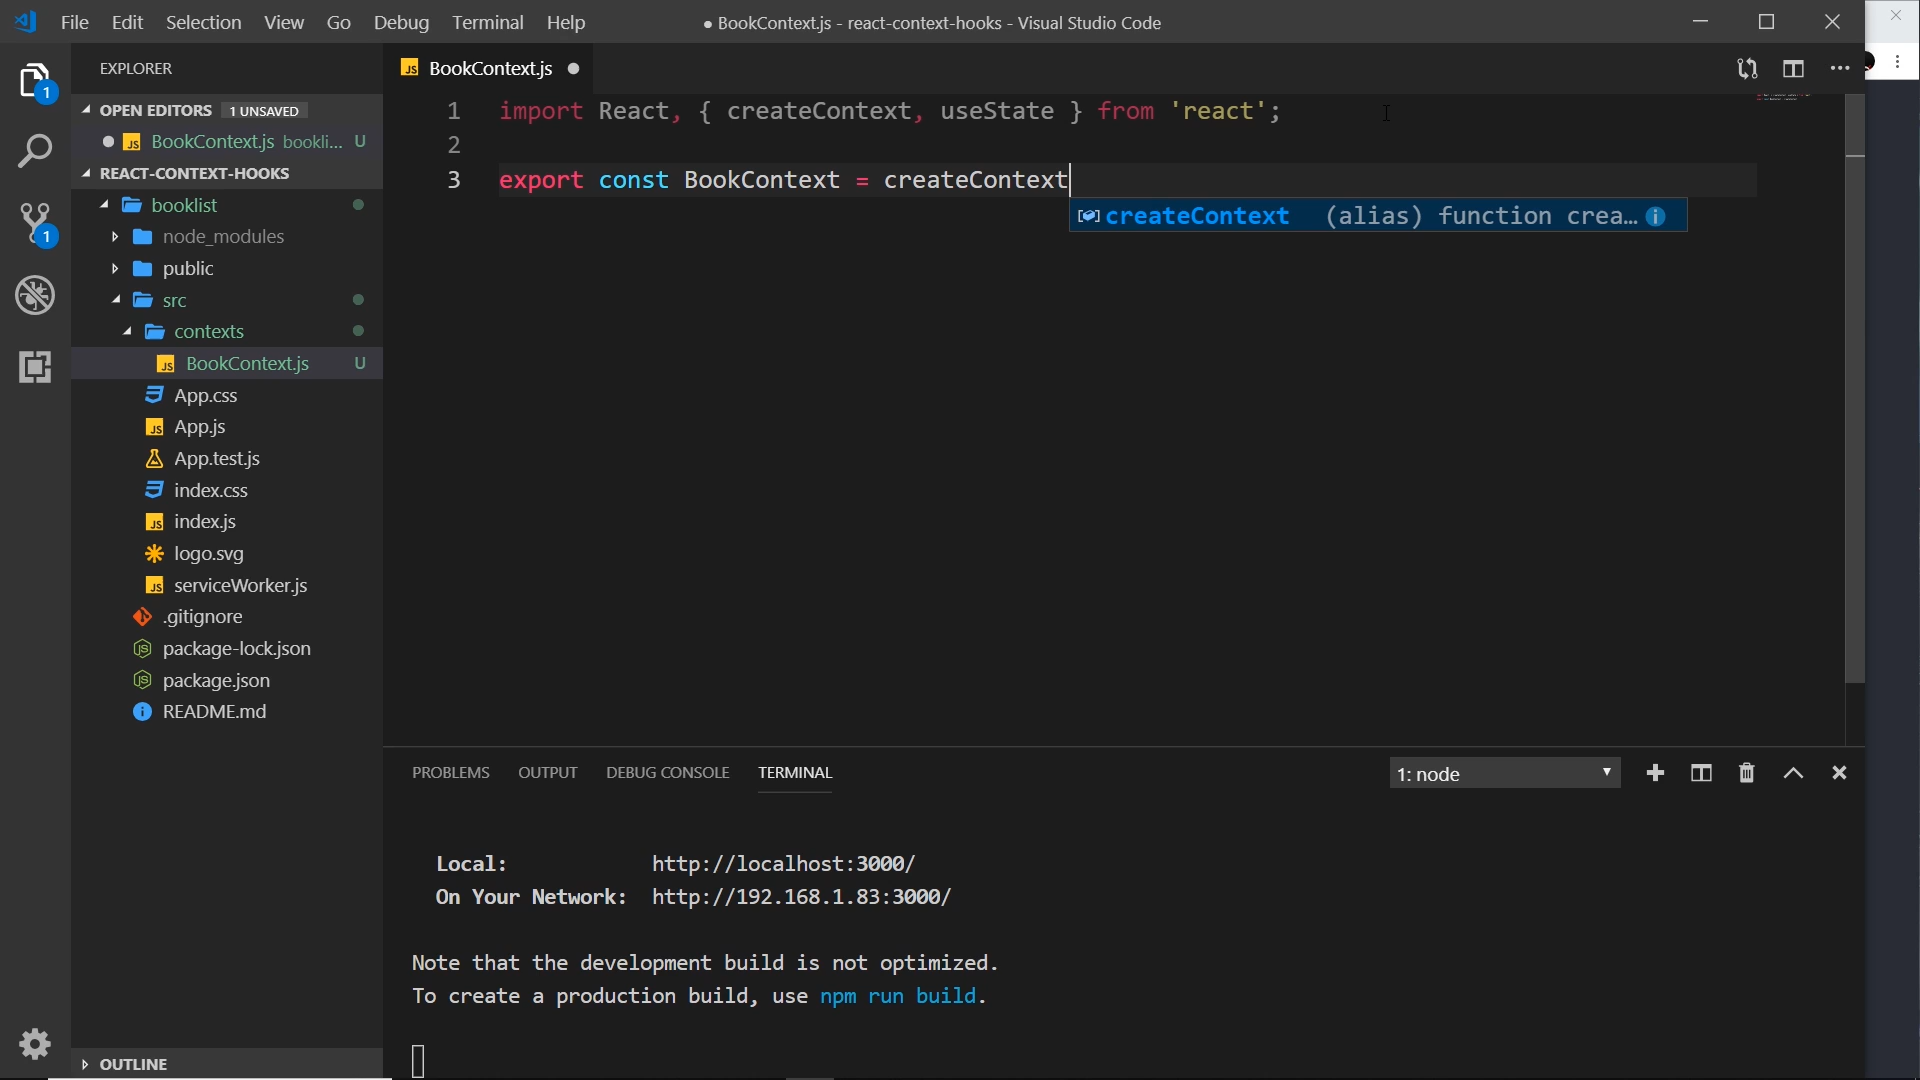 File Edit Selection View Go Debug Terminal Help
● BookContext.js - react-context-hooks - Visual Studio Code
EXPLORER
OPEN EDITORS 1 UNSAVED
BookContext.js bookli... U
REACT-CONTEXT-HOOKS
booklist
node_modules
public
src
contexts
BookContext.js U
App.css
App.js
App.test.js
index.css
index.js
logo.svg
serviceWorker.js
.gitignore
package-lock.json
package.json
README.md
OUTLINE
1
1
BookContext.js
1 import React, { createContext, useState } from 'react';
2
3 export const BookContext = createContext
createContext (alias) function crea...
PROBLEMS OUTPUT DEBUG CONSOLE TERMINAL
1: node
Local: http://localhost:3000/
On Your Network: http://192.168.1.83:3000/
Note that the development build is not optimized.
To create a production build, use npm run build.